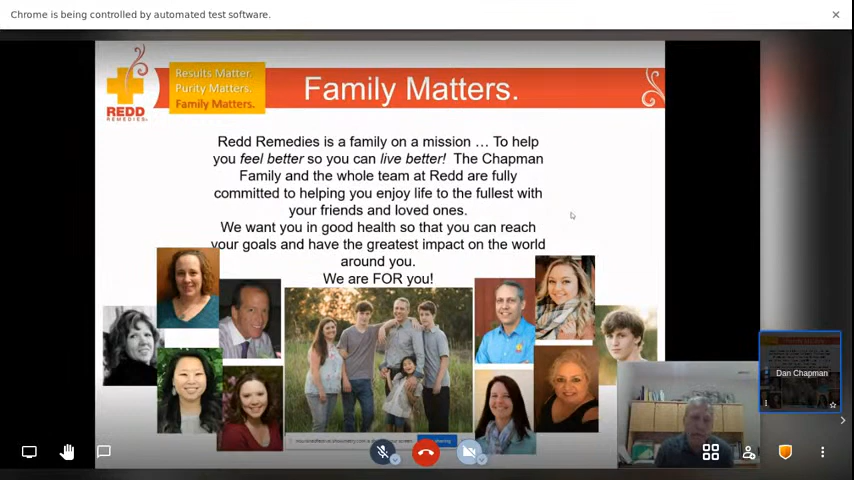 Chrome is being controlled by automated test software.
Results Matter.
Purity Matters.
Family Matters.
REDD
REMEDIES
Family Matters.
Redd Remedies is a family on a mission … To help
you feel better so you can live better! The Chapman
Family and the whole team at Redd are fully
committed to helping you enjoy life to the fullest with
your friends and loved ones.
We want you in good health so that you can reach
your goals and have the greatest impact on the world
around you.
We are FOR you!
Dan Chapman